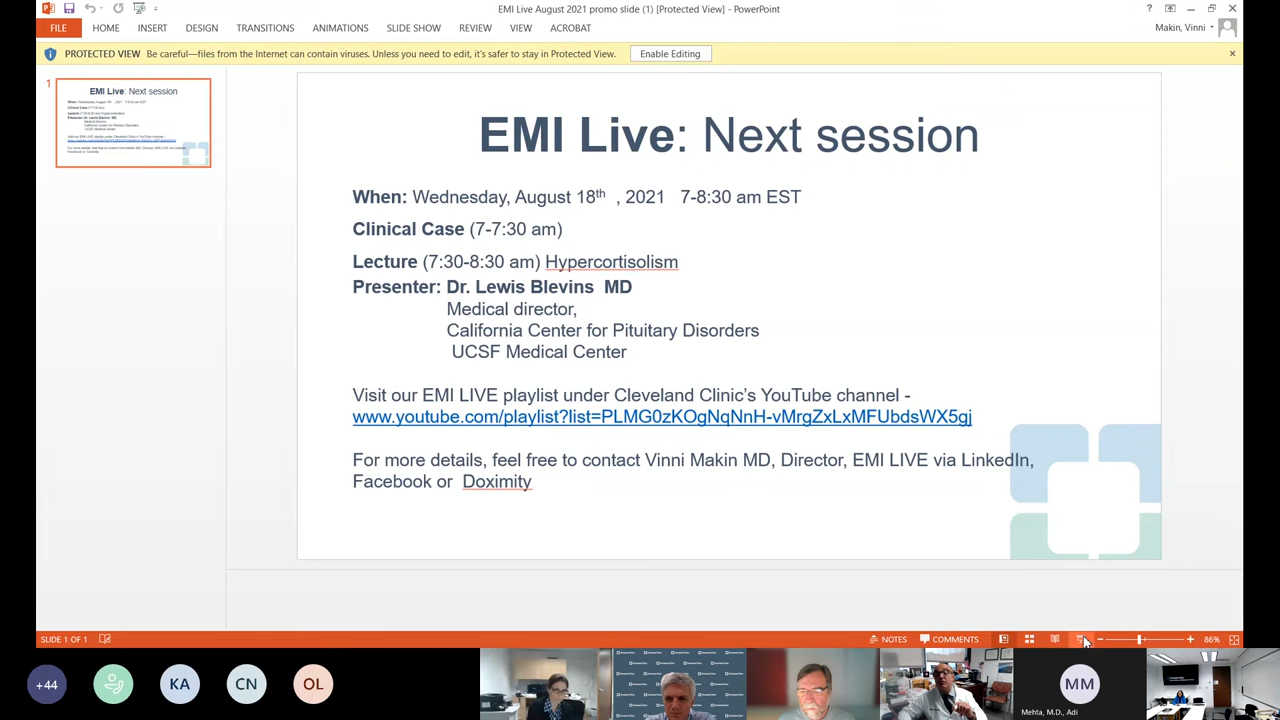 EMI Live August 2021 promo slide (1) [Protected View] - PowerPoint
FILE HOME INSERT DESIGN TRANSITIONS ANIMATIONS SLIDE SHOW REVIEW VIEW ACROBAT
Makin, Vinni
PROTECTED VIEW Be careful—files from the Internet can contain viruses. Unless you need to edit, it's safer to stay in Protected View. Enable Editing
1
EMI Live: Next session
When: Wednesday, August 18th , 2021 7-8:30 am EST
Clinical Case (7-7:30 am)
Lecture (7:30-8:30 am) Hypercortisolism
Presenter: Dr. Lewis Blevins MD
Medical director,
California Center for Pituitary Disorders
UCSF Medical Center
Visit our EMI LIVE playlist under Cleveland Clinic's YouTube channel -
www.youtube.com/playlist?list=PLMG0zKOgNqNnH-vMrgZxLxMFUbdsWX5gj
For more details, feel free to contact Vinni Makin MD, Director, EMI LIVE via LinkedIn,
Facebook or Doximity
SLIDE 1 OF 1
NOTES COMMENTS 86%
+44 KA CN OL MM
Mehta, M.D., Adi